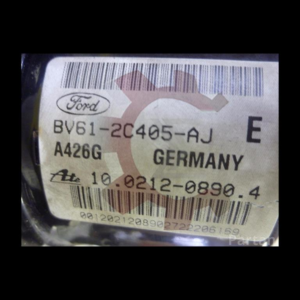 Ford
BV61-2C405-AJ E
A426G GERMANY
Ate 10.0212-0890.4